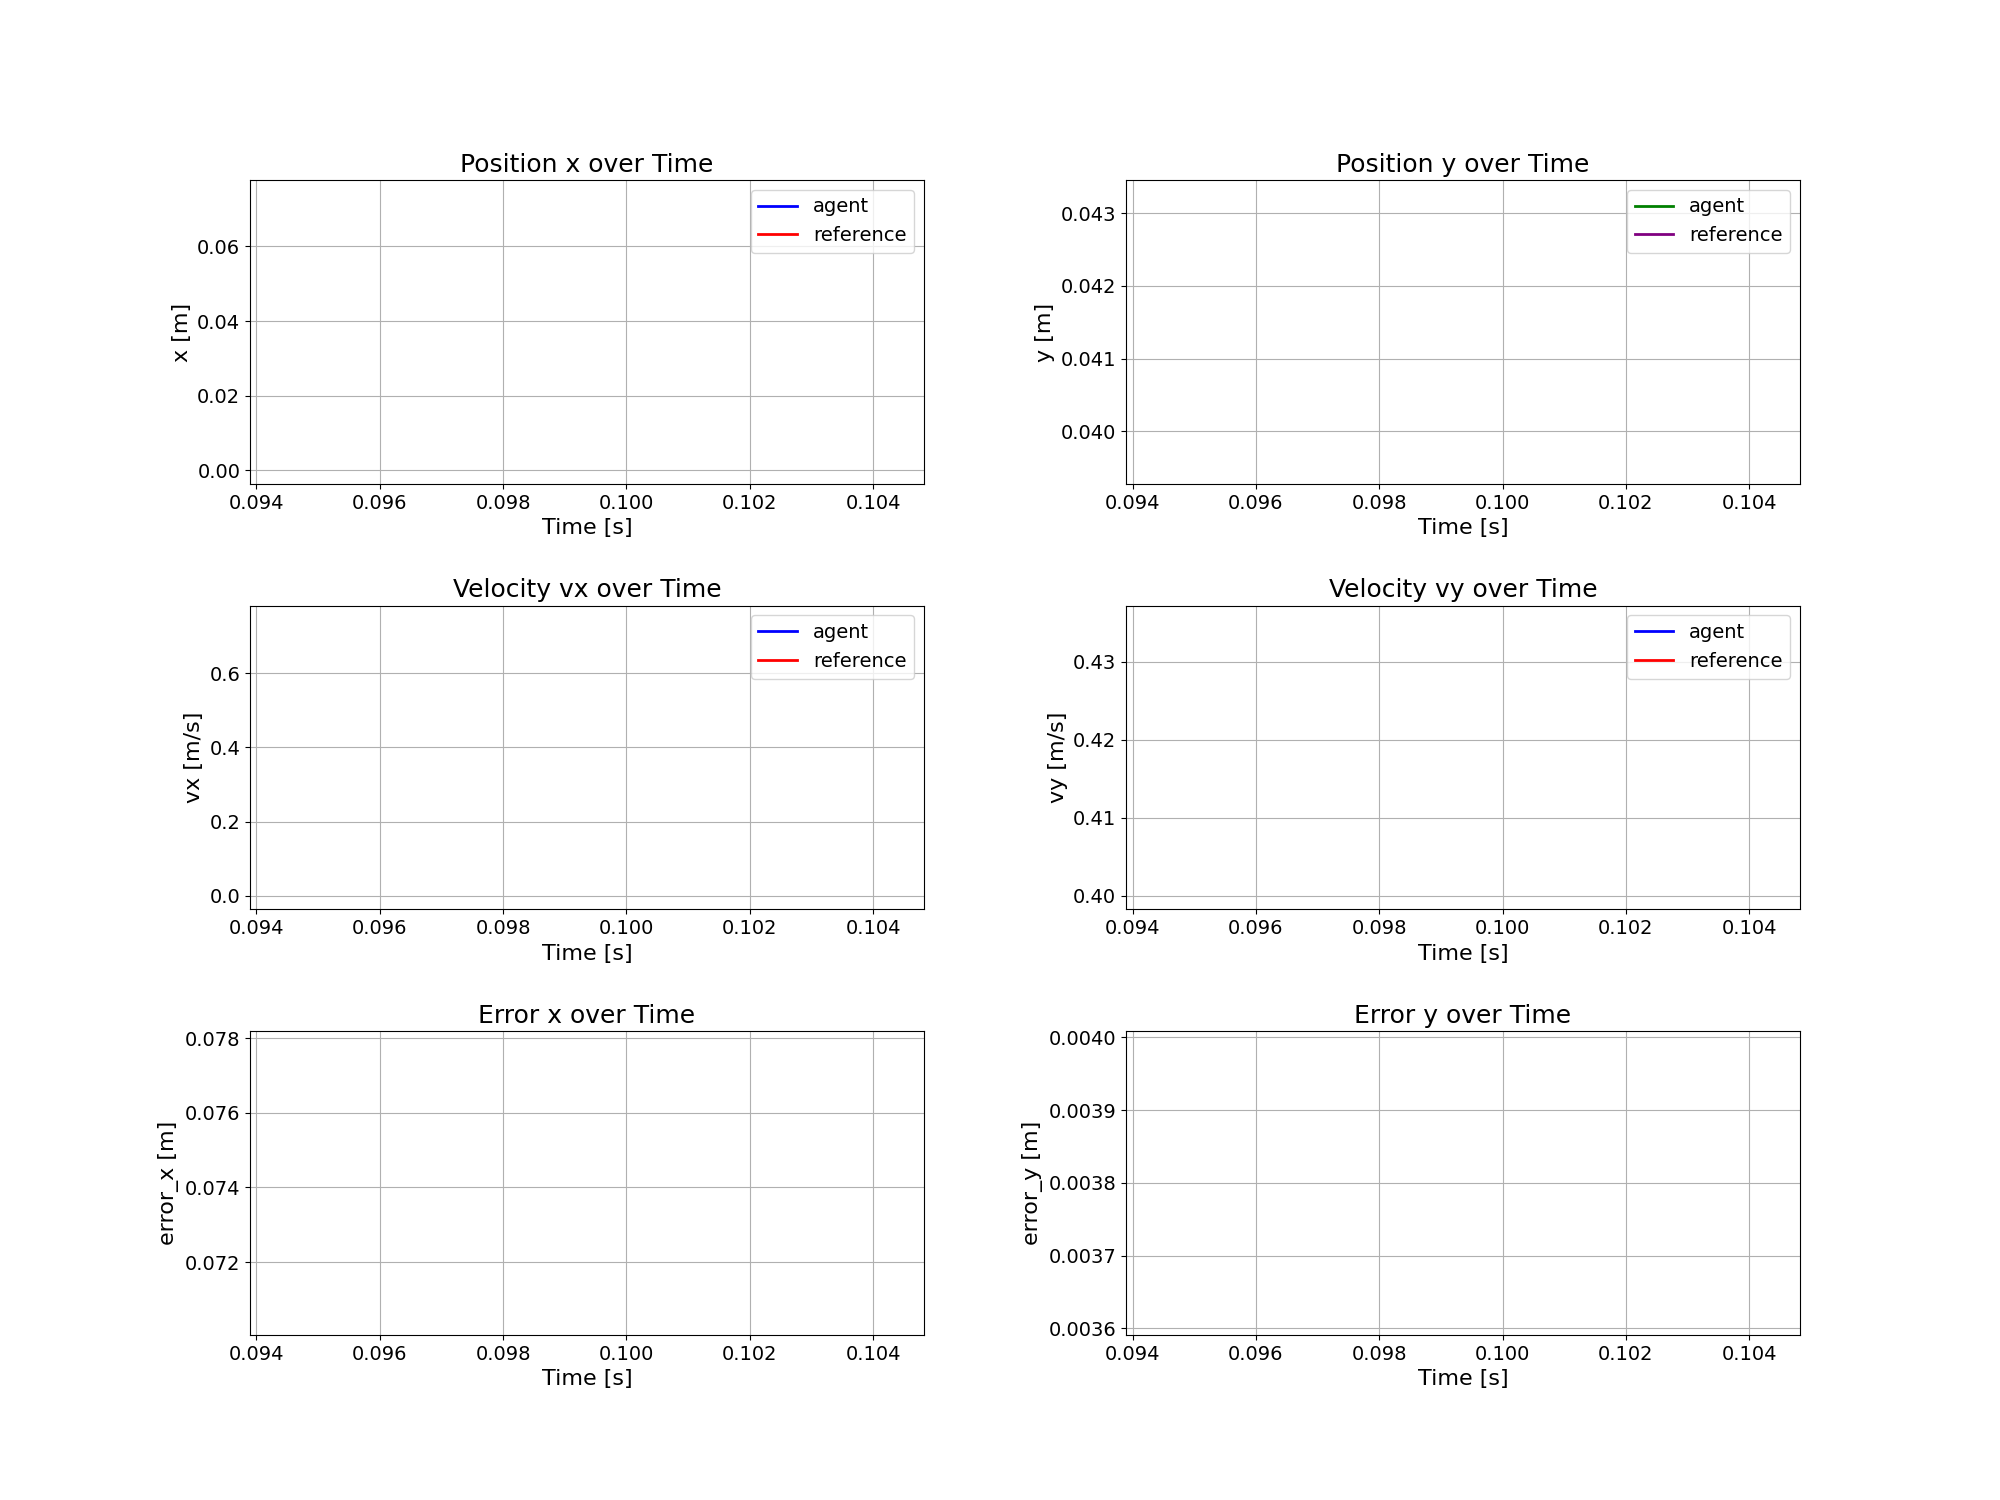 Position x over Time
agent
reference
x [m]
0.06
0.04
0.02
0.00
0.094 0.096 0.098 0.100 0.102 0.104
Time [s]
Position y over Time
agent
reference
y [m]
0.043
0.042
0.041
0.040
0.094 0.096 0.098 0.100 0.102 0.104
Time [s]
Velocity vx over Time
agent
reference
vx [m/s]
0.6
0.4
0.2
0.0
0.094 0.096 0.098 0.100 0.102 0.104
Time [s]
Velocity vy over Time
agent
reference
vy [m/s]
0.43
0.42
0.41
0.40
0.094 0.096 0.098 0.100 0.102 0.104
Time [s]
Error x over Time
error_x [m]
0.078
0.076
0.074
0.072
0.094 0.096 0.098 0.100 0.102 0.104
Time [s]
Error y over Time
error_y [m]
0.0040
0.0039
0.0038
0.0037
0.0036
0.094 0.096 0.098 0.100 0.102 0.104
Time [s]